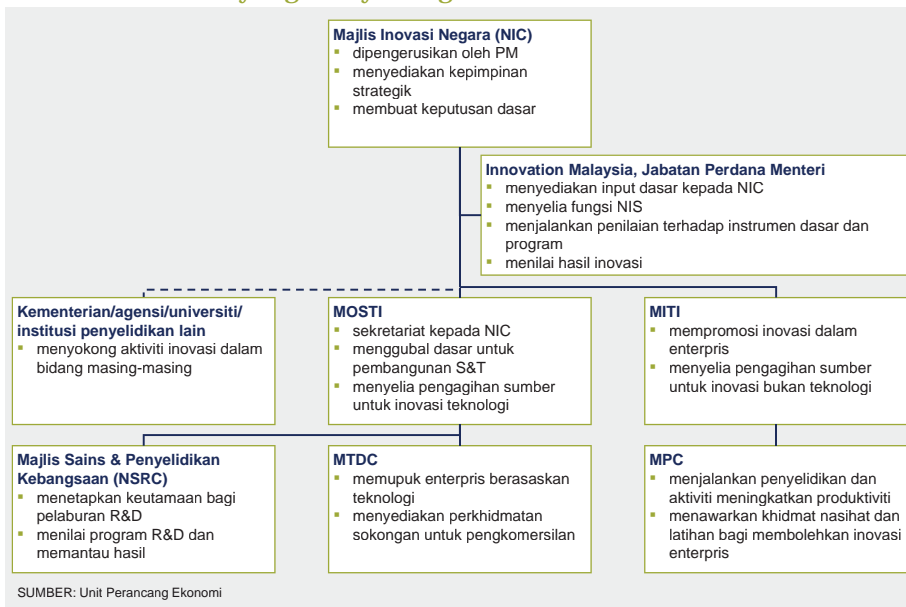 Majlis Inovasi Negara (NIC)
▪ dipengerusikan oleh PM
▪ menyediakan kepimpinan
strategik
▪ membuat keputusan dasar
Innovation Malaysia, Jabatan Perdana Menteri
▪ menyediakan input dasar kepada NIC
▪ menyelia fungsi NIS
▪ menjalankan penilaian terhadap instrumen dasar dan
program
▪ menilai hasil inovasi
Kementerian/agensi/universiti/
institusi penyelidikan lain
▪ menyokong aktiviti inovasi dalam
bidang masing-masing
MOSTI
▪ sekretariat kepada NIC
▪ menggubal dasar untuk
pembangunan S&T
▪ menyelia pengagihan sumber
untuk inovasi teknologi
MITI
▪ mempromosi inovasi dalam
enterpris
▪ menyelia pengagihan sumber
untuk inovasi bukan teknologi
Majlis Sains & Penyelidikan
Kebangsaan (NSRC)
▪ menetapkan keutamaan bagi
pelaburan R&D
▪ menilai program R&D dan
memantau hasil
MTDC
▪ memupuk enterpris berasaskan
teknologi
▪ menyediakan perkhidmatan
sokongan untuk pengkomersilan
MPC
▪ menjalankan penyelidikan dan
aktiviti meningkatkan produktiviti
▪ menawarkan khidmat nasihat dan
latihan bagi membolehkan inovasi
enterpris
SUMBER: Unit Perancang Ekonomi